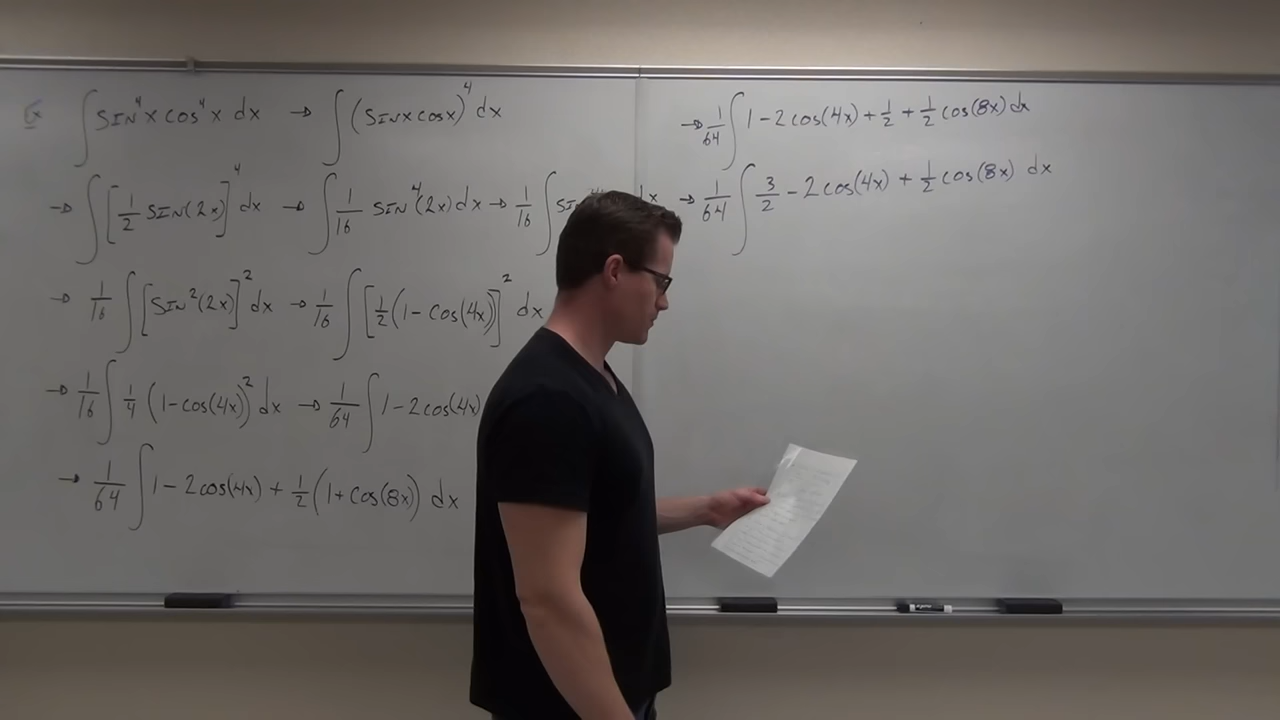 Ex ∫ SIN⁴x cos⁴x dx → ∫ (SINx cosx)⁴ dx
→ ∫ [1/2 SIN(2x)]⁴ dx → ∫ 1/16 SIN⁴(2x) dx → 1/16 ∫ dx
→ 1/16 ∫ [SIN²(2x)]² dx → 1/16 ∫ [1/2 (1 - cos(4x))]² dx
→ 1/16 ∫ 1/4 (1-cos(4x))² dx → 1/64 ∫ 1-2cos(4x)
→ 1/64 ∫ 1-2cos(4x) + 1/2 (1+cos(8x)) dx
→ 1/64 ∫ 1-2cos(4x) + 1/2 + 1/2 cos(8x) dx
→ 1/64 ∫ 3/2 - 2cos(4x) + 1/2 cos(8x) dx